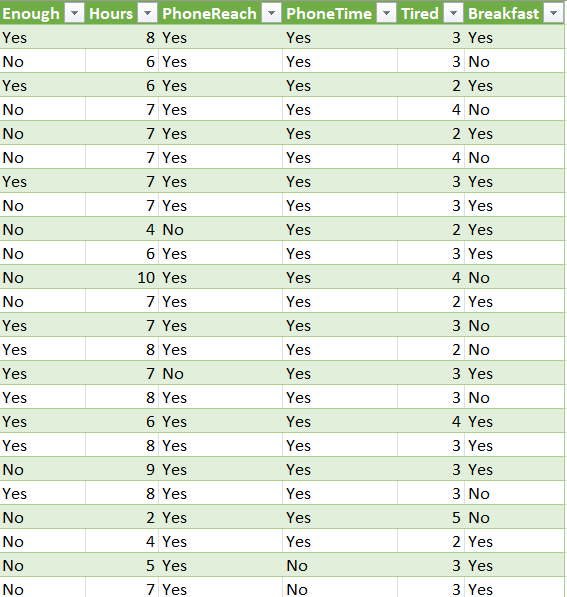 Enough Hours PhoneReach PhoneTime Tired Breakfast
Yes 8 Yes Yes 3 Yes
No 6 Yes Yes 3 No
Yes 6 Yes Yes 2 Yes
No 7 Yes Yes 4 No
No 7 Yes Yes 2 Yes
No 7 Yes Yes 4 No
Yes 7 Yes Yes 3 Yes
No 7 Yes Yes 3 Yes
No 4 No Yes 2 Yes
No 6 Yes Yes 3 Yes
No 10 Yes Yes 4 No
No 7 Yes Yes 2 Yes
Yes 7 Yes Yes 3 No
Yes 8 Yes Yes 2 No
Yes 7 No Yes 3 Yes
Yes 8 Yes Yes 3 No
Yes 6 Yes Yes 4 Yes
Yes 8 Yes Yes 3 Yes
No 9 Yes Yes 3 Yes
Yes 8 Yes Yes 3 No
No 2 Yes Yes 5 No
No 4 Yes Yes 2 Yes
No 5 Yes No 3 Yes
No 7 Yes No 3 Yes